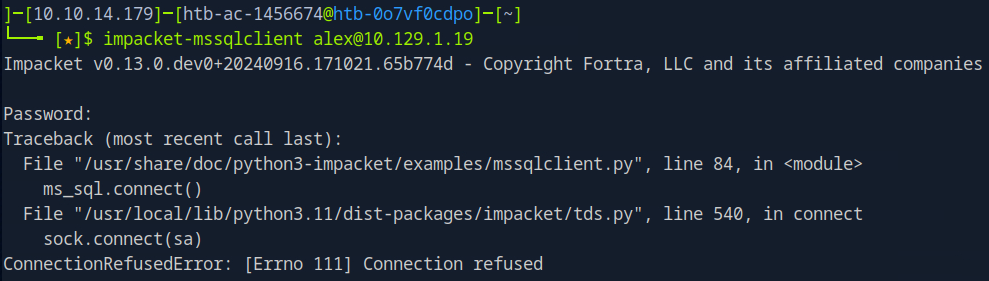 ]─[10.10.14.179]─[htb-ac-1456674@htb-0o7vf0cdpo]─[~]
└──╼ [★]$ impacket-mssqlclient alex@10.129.1.19
Impacket v0.13.0.dev0+20240916.171021.65b774d - Copyright Fortra, LLC and its affiliated companies

Password:
Traceback (most recent call last):
  File "/usr/share/doc/python3-impacket/examples/mssqlclient.py", line 84, in <module>
    ms_sql.connect()
  File "/usr/local/lib/python3.11/dist-packages/impacket/tds.py", line 540, in connect
    sock.connect(sa)
ConnectionRefusedError: [Errno 111] Connection refused